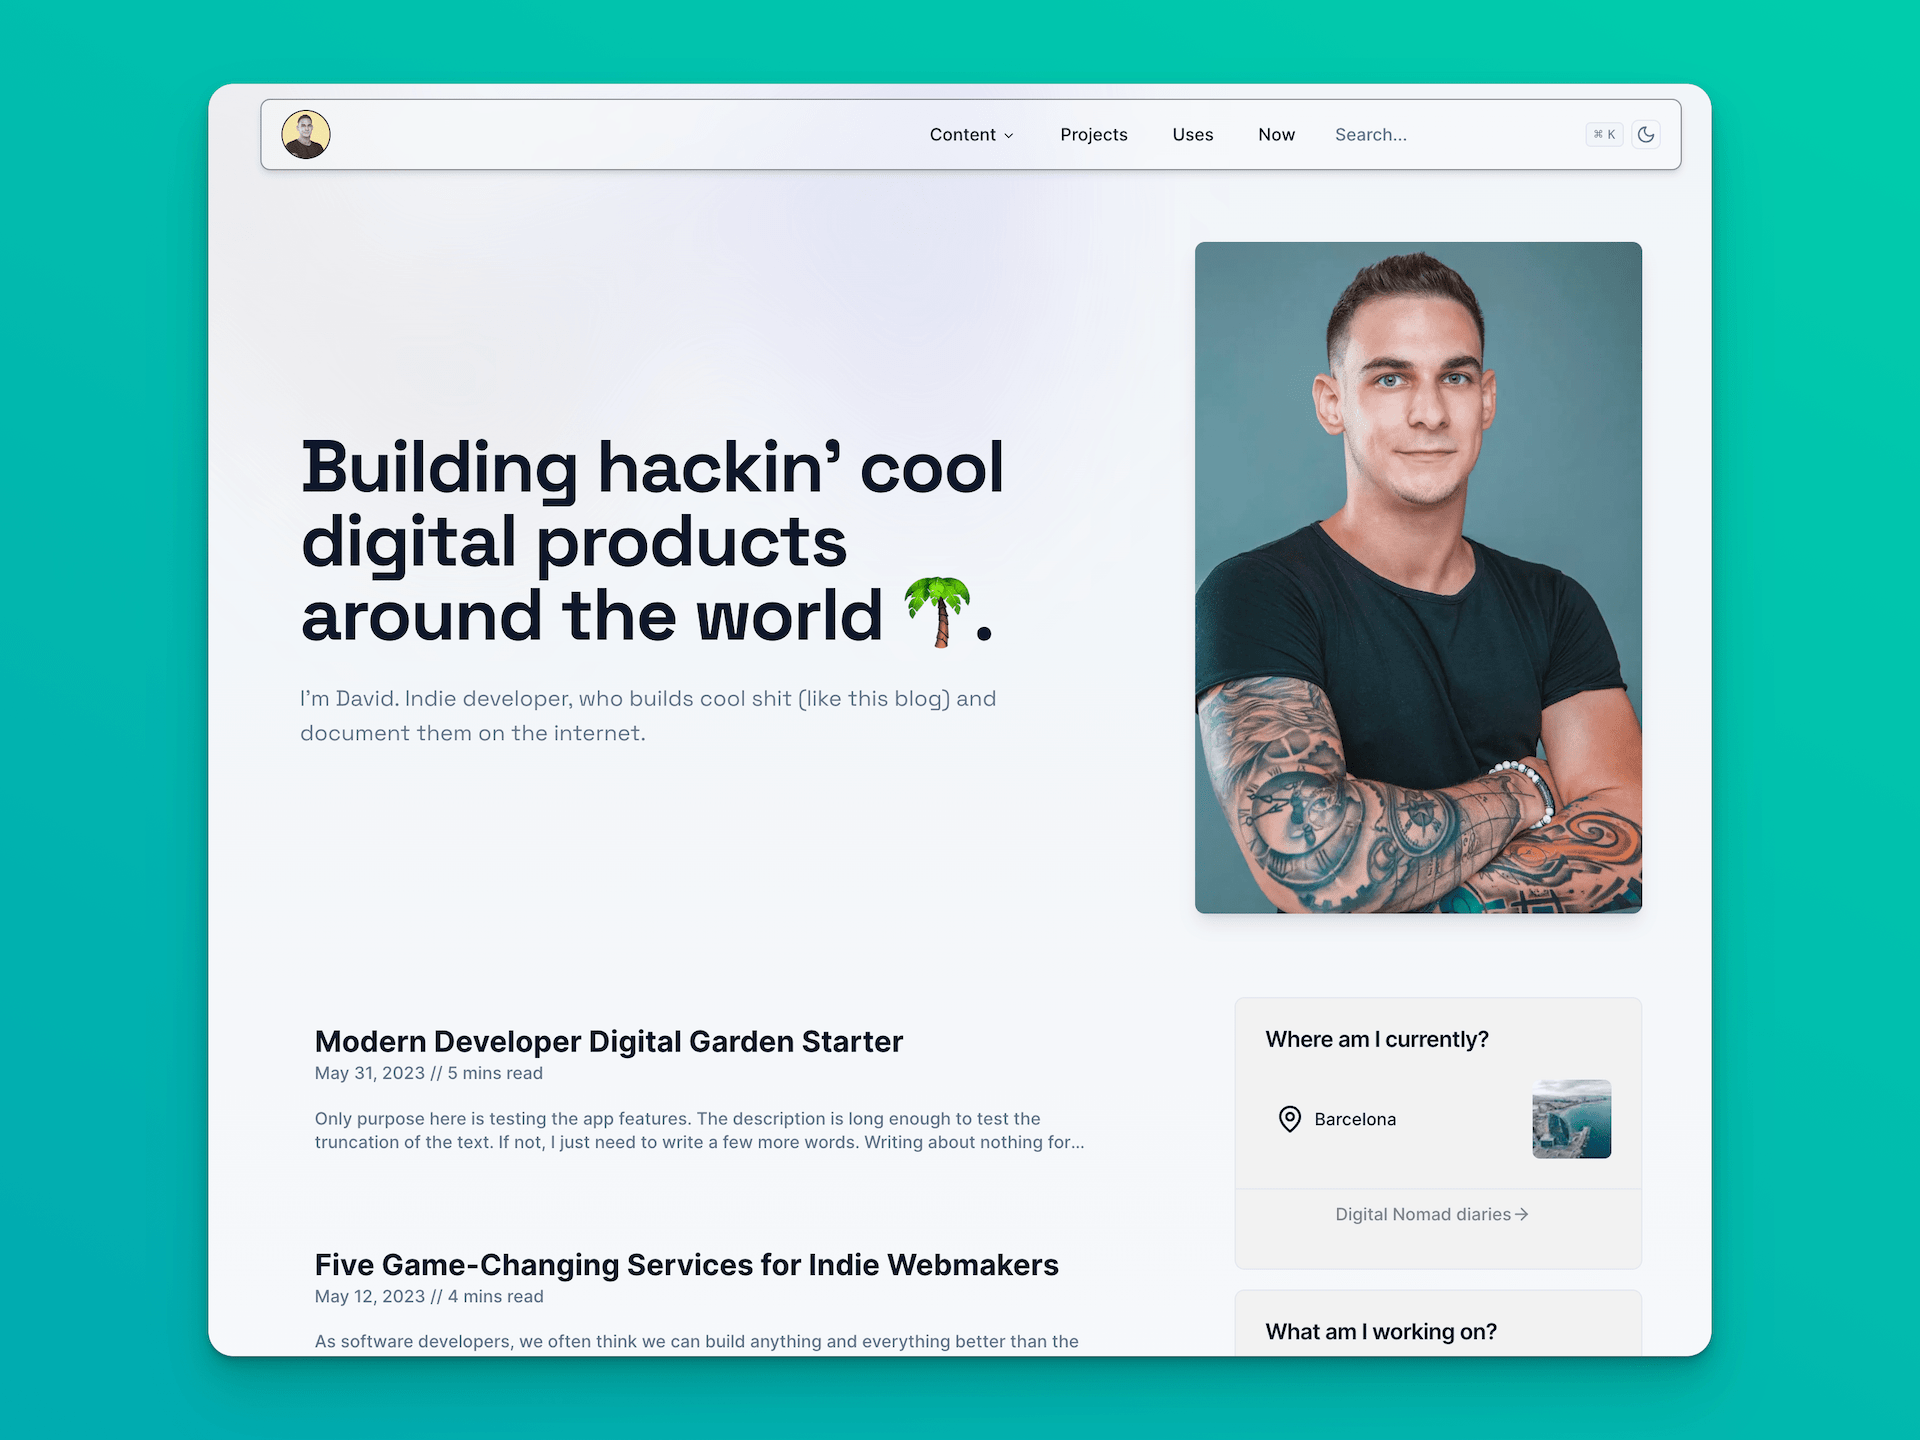 Content
Projects
Uses
Now
Search...
⌘ K
Building hackin' cool
digital products
around the world 🌴.
I'm David. Indie developer, who builds cool shit (like this blog) and
document them on the internet.
Modern Developer Digital Garden Starter
May 31, 2023 // 5 mins read
Only purpose here is testing the app features. The description is long enough to test the
truncation of the text. If not, I just need to write a few more words. Writing about nothing for...
Five Game-Changing Services for Indie Webmakers
May 12, 2023 // 4 mins read
As software developers, we often think we can build anything and everything better than the
Where am I currently?
Barcelona
Digital Nomad diaries→
What am I working on?